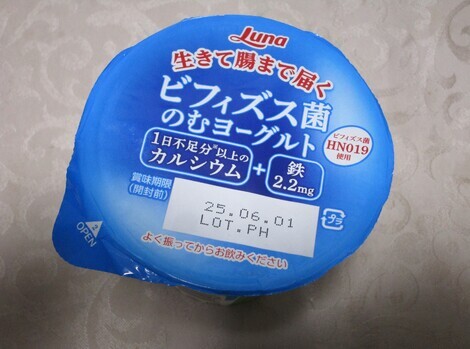 Luna
生きて腸まで届く
ビフィズス菌
のむヨーグルト
ビフィズス菌
HN019
使用
1日不足分※以上の
カルシウム
+
鉄
2.2mg
賞味期限
(開封前)
25.06.01
LOT.PH
プラ
OPEN
よく振ってからお飲みください